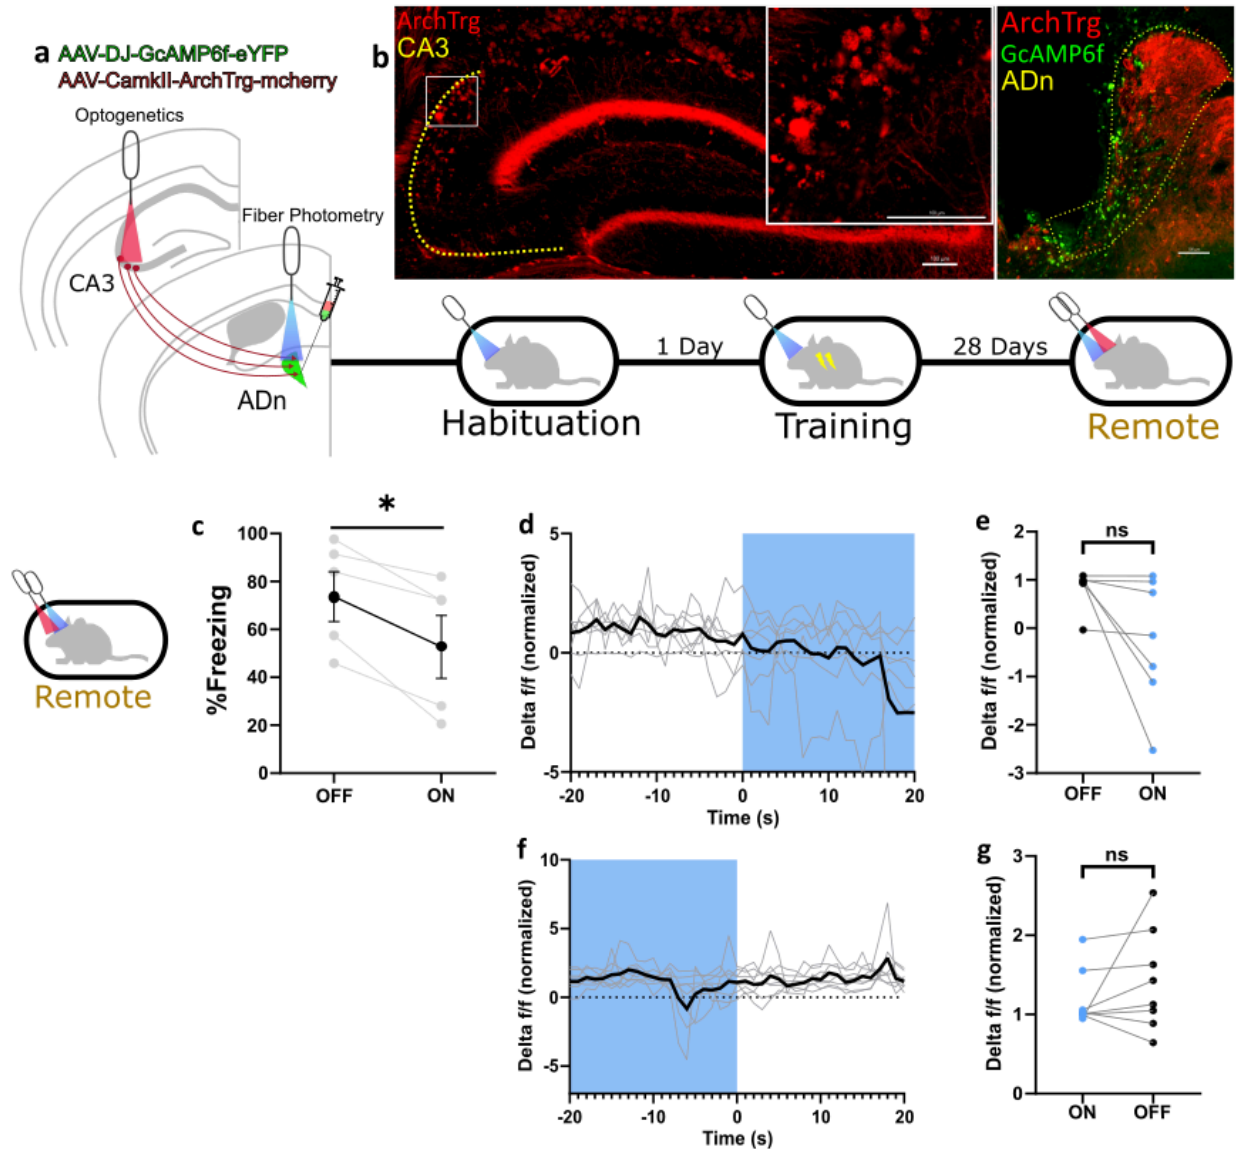 a
AAV-DJ-GcAMP6f-eYFP
AAV-CamkII-ArchTrg-mcherry
Optogenetics
Fiber Photometry
CA3
ADn
b
ArchTrg
CA3
ArchTrg
GcAMP6f
ADn
1 Day
28 Days
Habituation
Training
Remote
Remote
c
*
%Freezing
100
80
60
40
20
0
OFF
ON
d
Delta f/f (normalized)
5
0
-5
-20
-10
0
10
20
Time (s)
e
ns
Delta f/f (normalized)
2
1
0
-1
-2
-3
OFF
ON
f
Delta f/f (normalized)
10
5
0
-5
-20
-10
0
10
20
Time (s)
g
ns
Delta f/f (normalized)
3
2
1
0
ON
OFF